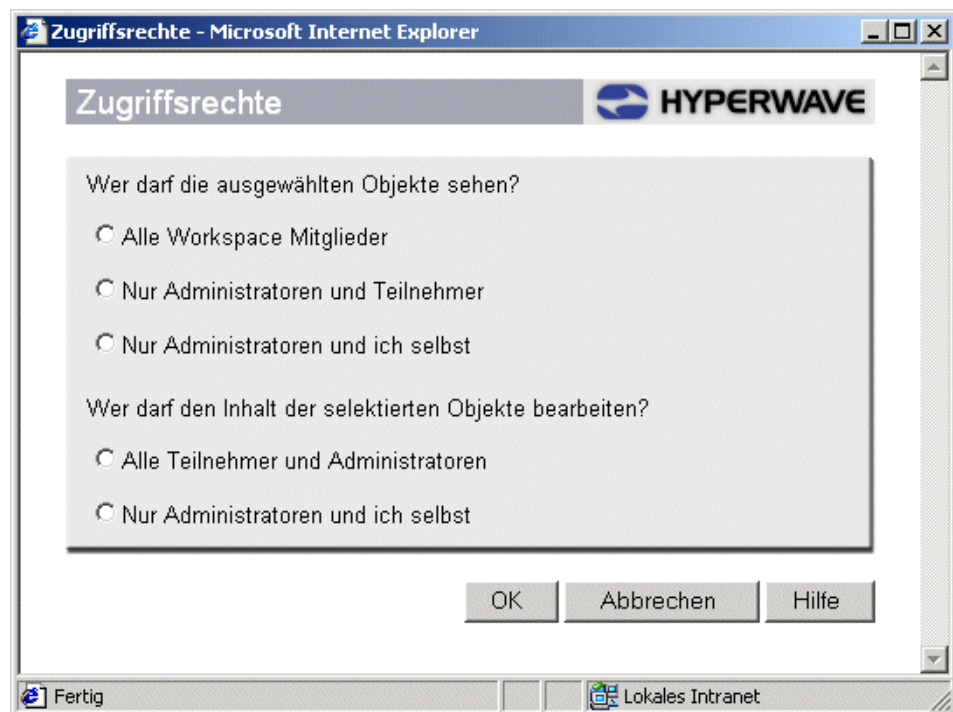 Zugriffsrechte - Microsoft Internet Explorer
Zugriffsrechte
HYPERWAVE
Wer darf die ausgewählten Objekte sehen?
Alle Workspace Mitglieder
Nur Administratoren und Teilnehmer
Nur Administratoren und ich selbst
Wer darf den Inhalt der selektierten Objekte bearbeiten?
Alle Teilnehmer und Administratoren
Nur Administratoren und ich selbst
OK Abbrechen Hilfe
Fertig Lokales Intranet